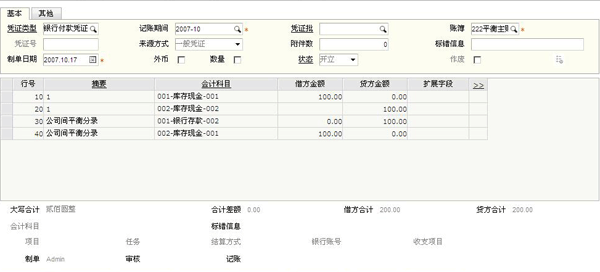 基本 其他
凭证类型 银行付款凭证 记账期间 2007-10 * 凭证批 账簿 222平衡主账 *
凭证号 来源方式 一般凭证 附件数 0 标错信息
制单日期 2007.10.17 * 外币 数量 状态 开立 作废
行号 摘要 会计科目 借方金额 贷方金额 扩展字段 >>
10 1 001-库存现金-001 100.00 0.00
20 1 002-库存现金-002 100.00
30 公司间平衡分录 001-银行存款-002 0.00 100.00
40 公司间平衡分录 002-库存现金-001 100.00 0.00
大写合计 贰佰圆整 会计差额 0.00 借方合计 200.00 贷方合计 200.00
会计科目 标错信息
项目 任务 结算方式 银行账号 收支项目
制单 Admin 审核 记账